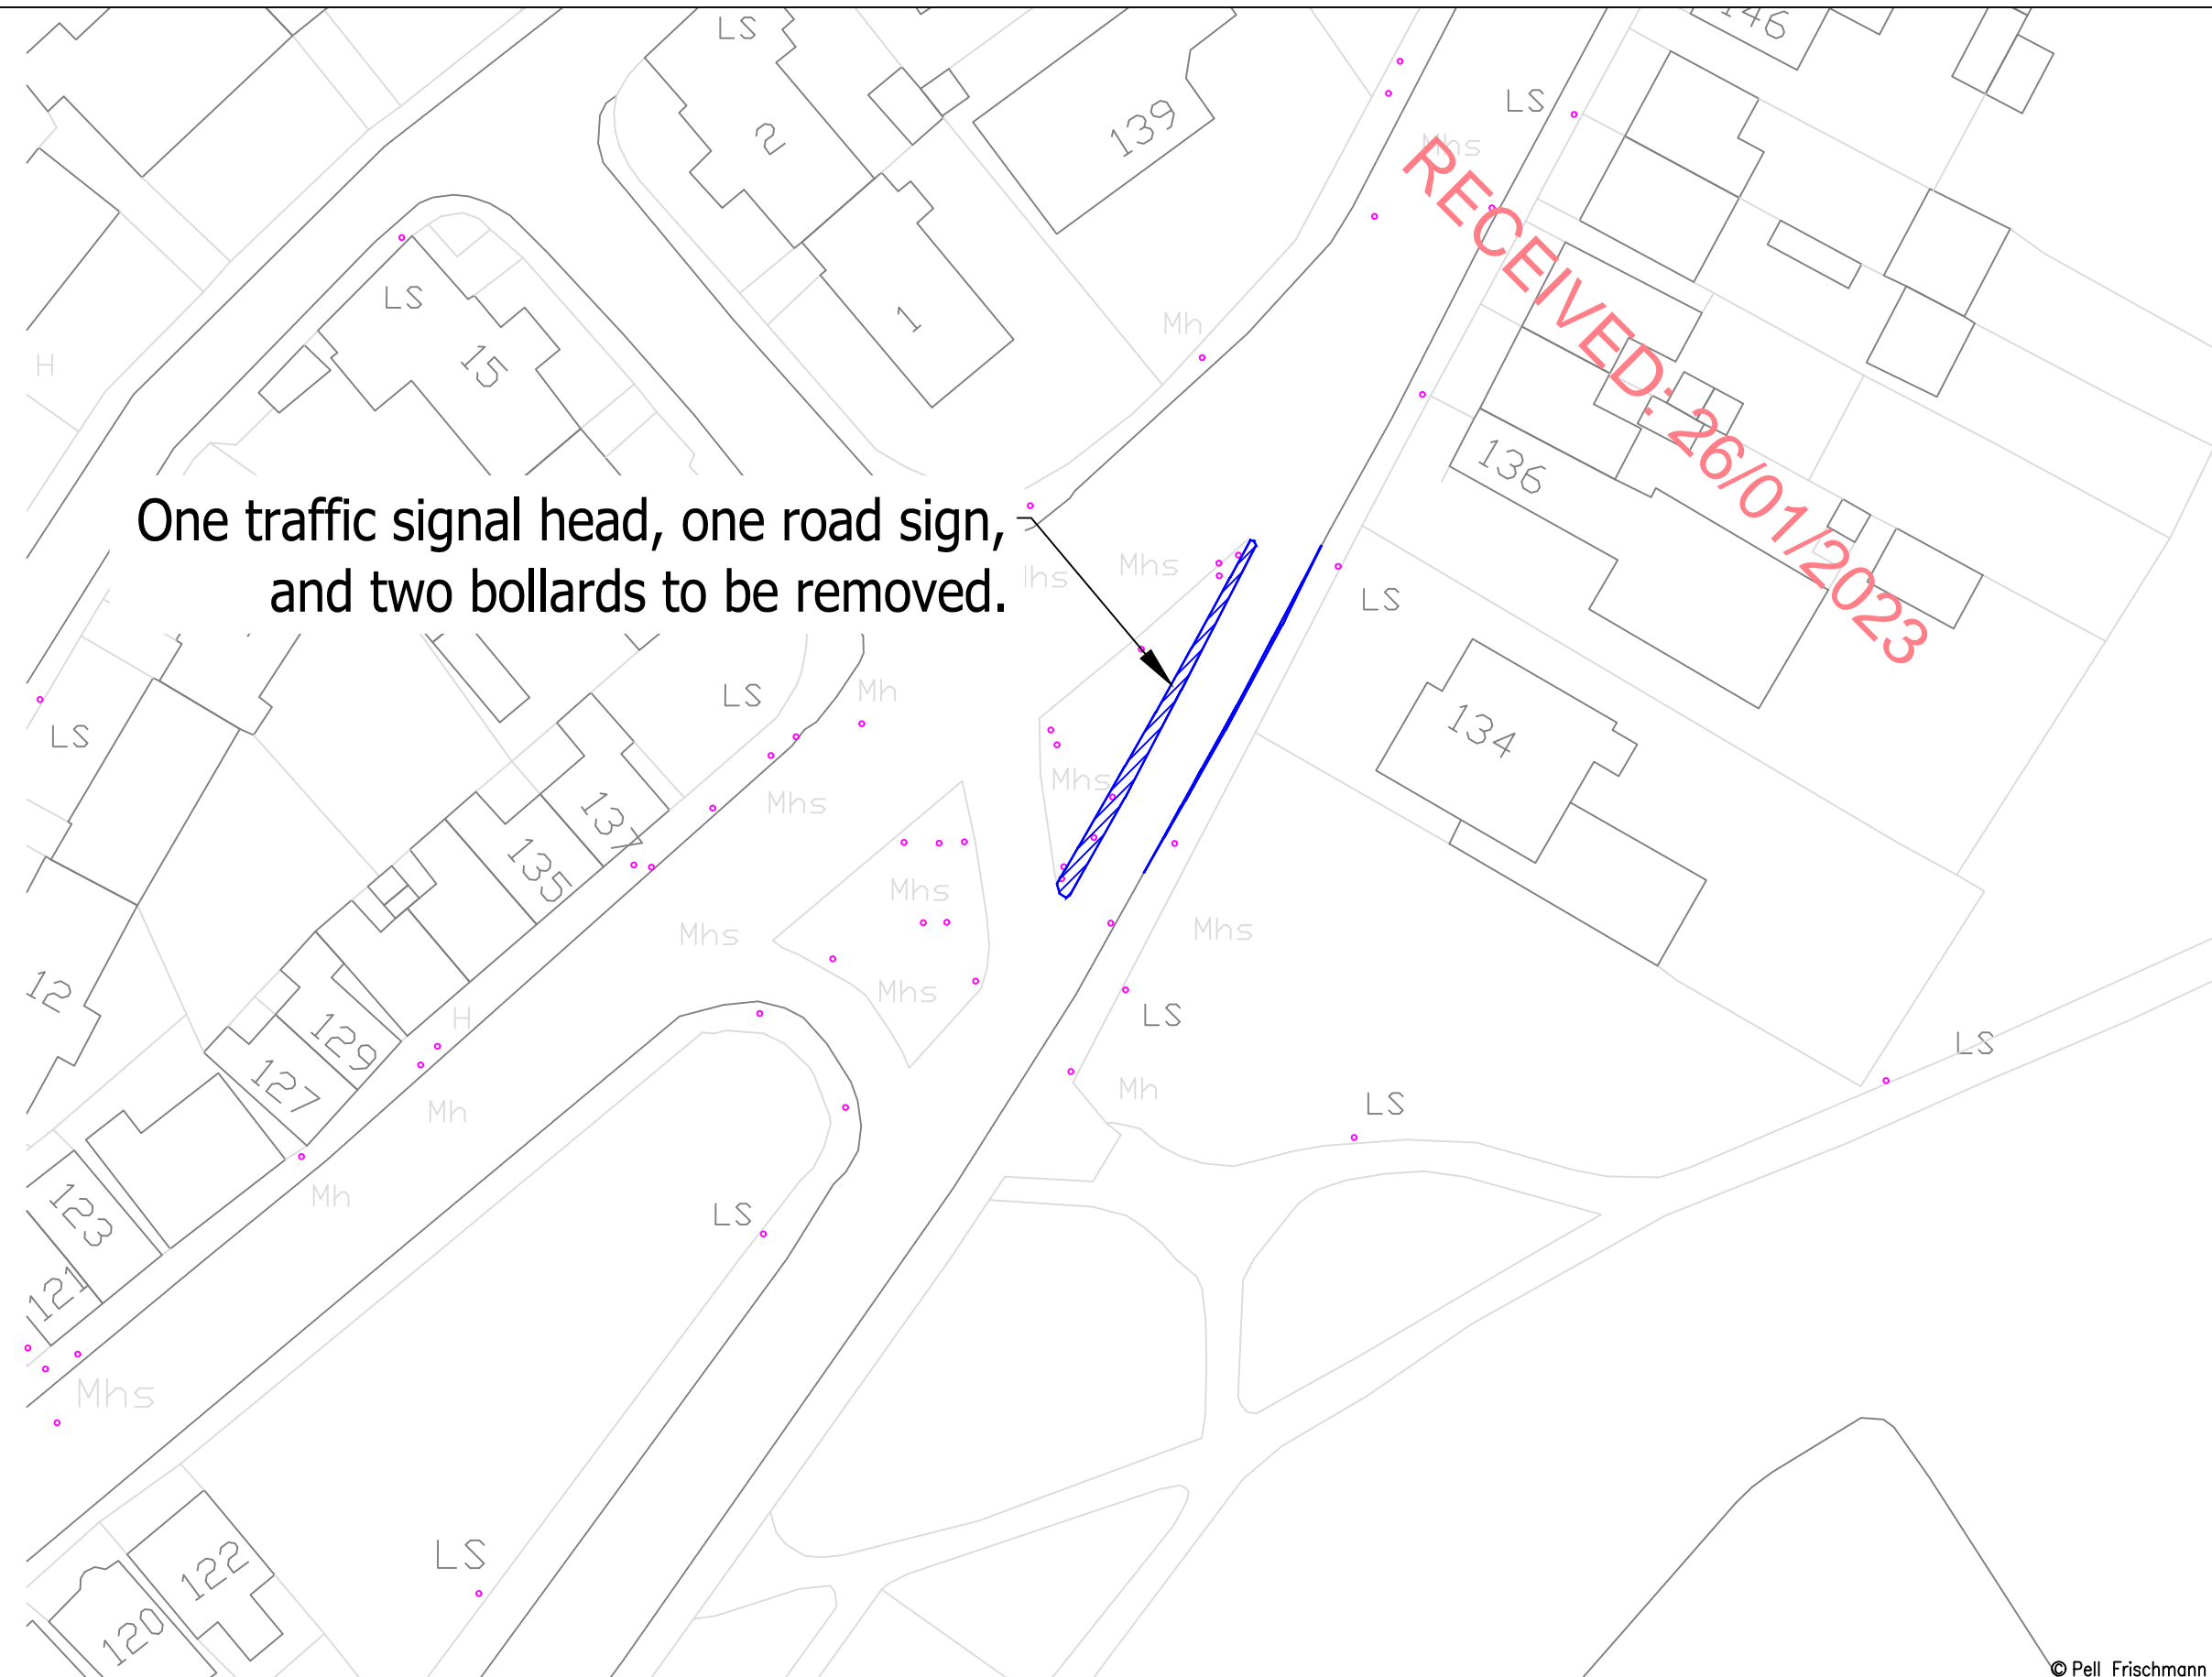 146
LS
LS
139
2
Mhs
RECEIVED: 26/01/2023
LS
Mh
1
15
H
136
One traffic signal head, one road sign,
and two bollards to be removed.
Mhs
LS
LS
Mh
LS
134
Mhs
Mhs
137
135
Mhs
Mhs
Mhs
12
Mhs
LS
H
129
127
LS
Mh
LS
Mh
Mh
123
LS
121
Mhs
LS
122
120
© Pell Frischmann